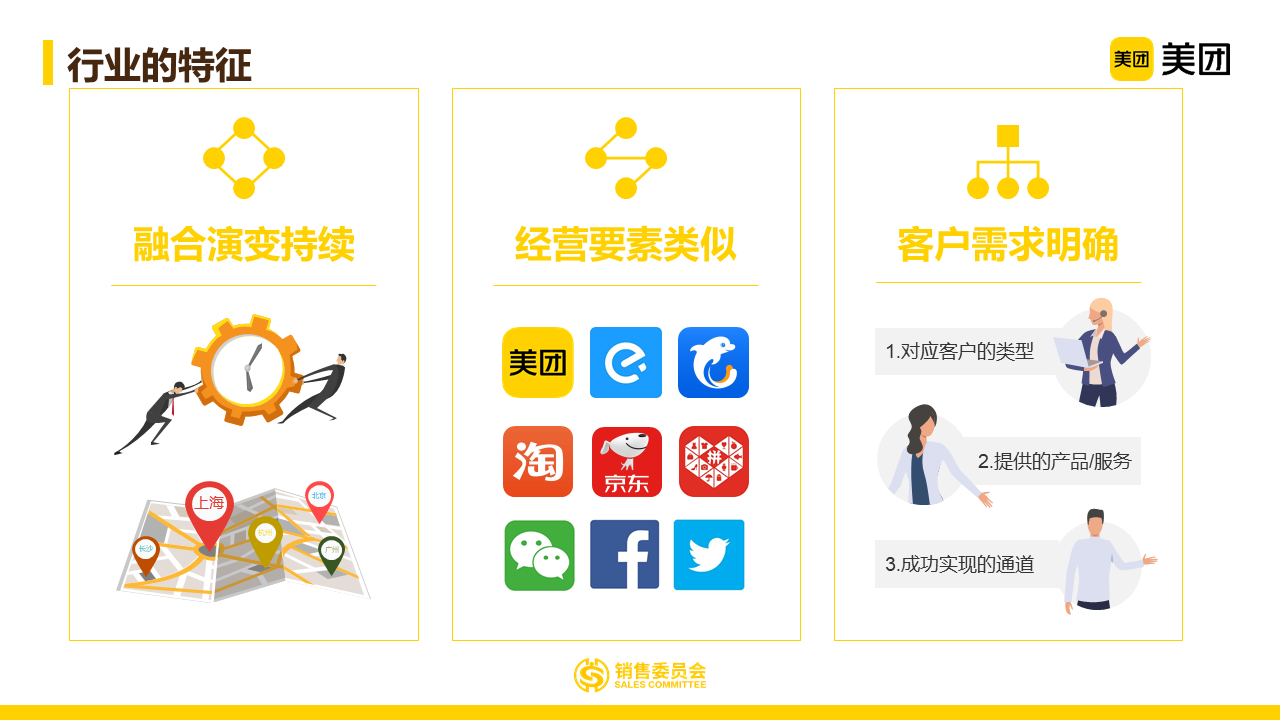 行业的特征
美团 美团
融合演变持续
上海
北京
杭州
长沙
广州
经营要素类似
美团
淘
京东
拼
客户需求明确
1.对应客户的类型
2.提供的产品/服务
3.成功实现的通道
销售委员会
SALES COMMITTEE